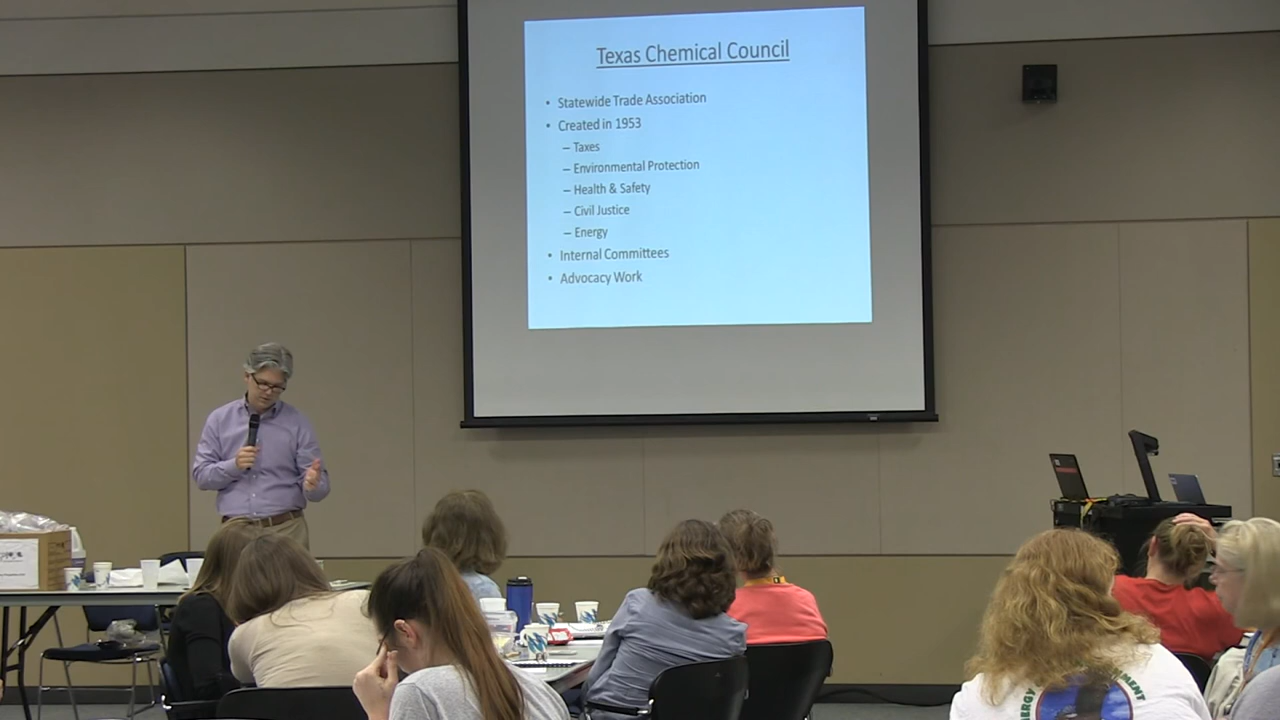 Texas Chemical Council
• Statewide Trade Association
• Created in 1953
– Taxes
– Environmental Protection
– Health & Safety
– Civil Justice
– Energy
• Internal Committees
• Advocacy Work